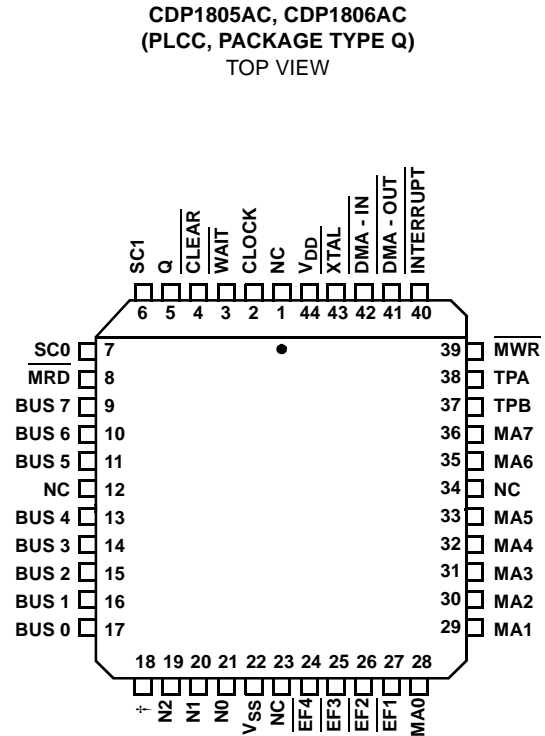 CDP1805AC, CDP1806AC
(PLCC, PACKAGE TYPE Q)
TOP VIEW
SC1 Q CLEAR WAIT CLOCK NC VDD XTAL DMA - IN DMA - OUT INTERRUPT
6 5 4 3 2 1 44 43 42 41 40
SC0 7 39 MWR
MRD 8 38 TPA
BUS 7 9 37 TPB
BUS 6 10 36 MA7
BUS 5 11 35 MA6
NC 12 34 NC
BUS 4 13 33 MA5
BUS 3 14 32 MA4
BUS 2 15 31 MA3
BUS 1 16 30 MA2
BUS 0 17 29 MA1
18 19 20 21 22 23 24 25 26 27 28
† N2 N1 N0 VSS NC EF4 EF3 EF2 EF1 MA0